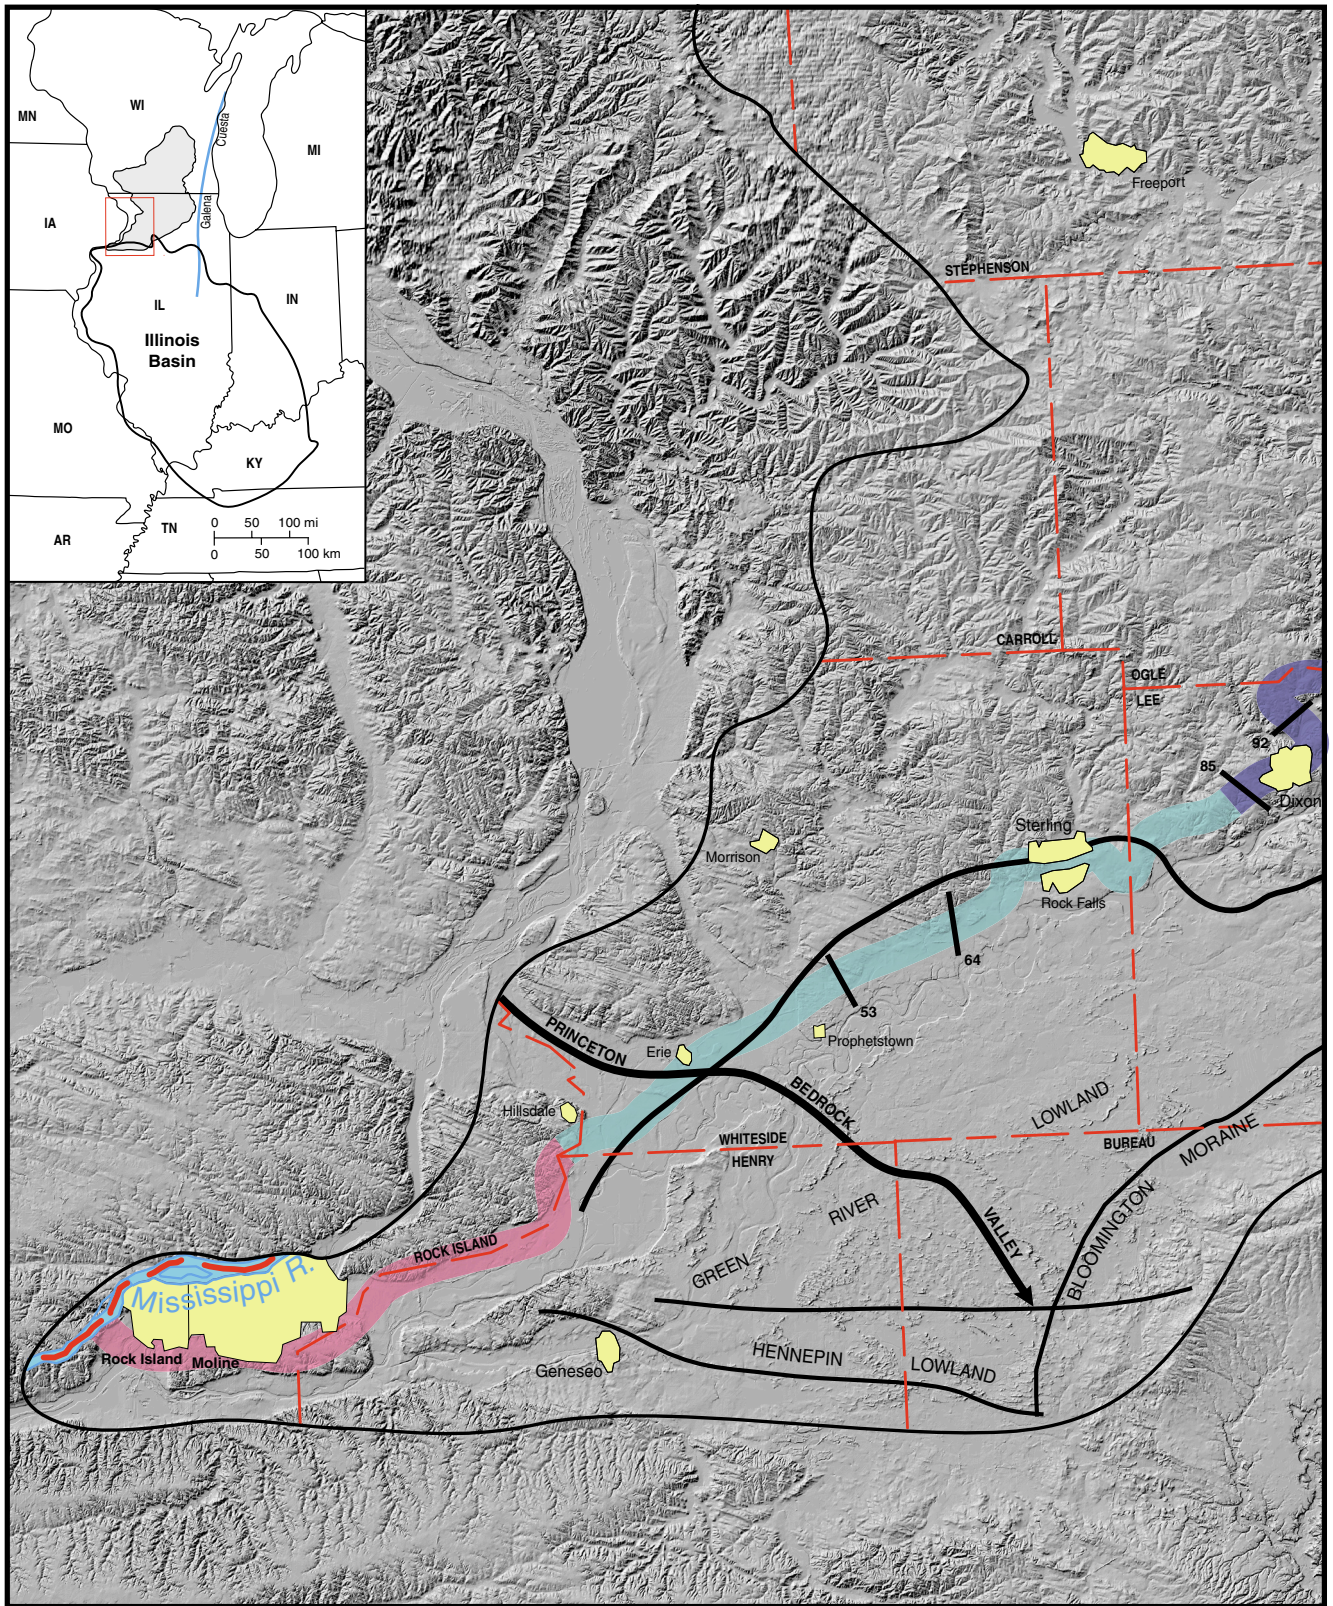 MN
WI
MI
Cuesta
Galena
IA
IL
IN
Illinois
Basin
MO
KY
TN
AR
0 50 100 mi
0 50 100 km
Freeport
STEPHENSON
CARROLL
OGLE
LEE
92
85
Dixon
Sterling
Rock Falls
Morrison
64
53
Prophetstown
PRINCETON
Erie
BEDROCK
Hillsdale
LOWLAND
WHITESIDE
HENRY
BUREAU
MORAINE
RIVER
VALLEY
BLOOMINGTON
ROCK ISLAND
GREEN
Mississippi R.
Rock Island
Moline
Geneseo
HENNEPIN
LOWLAND